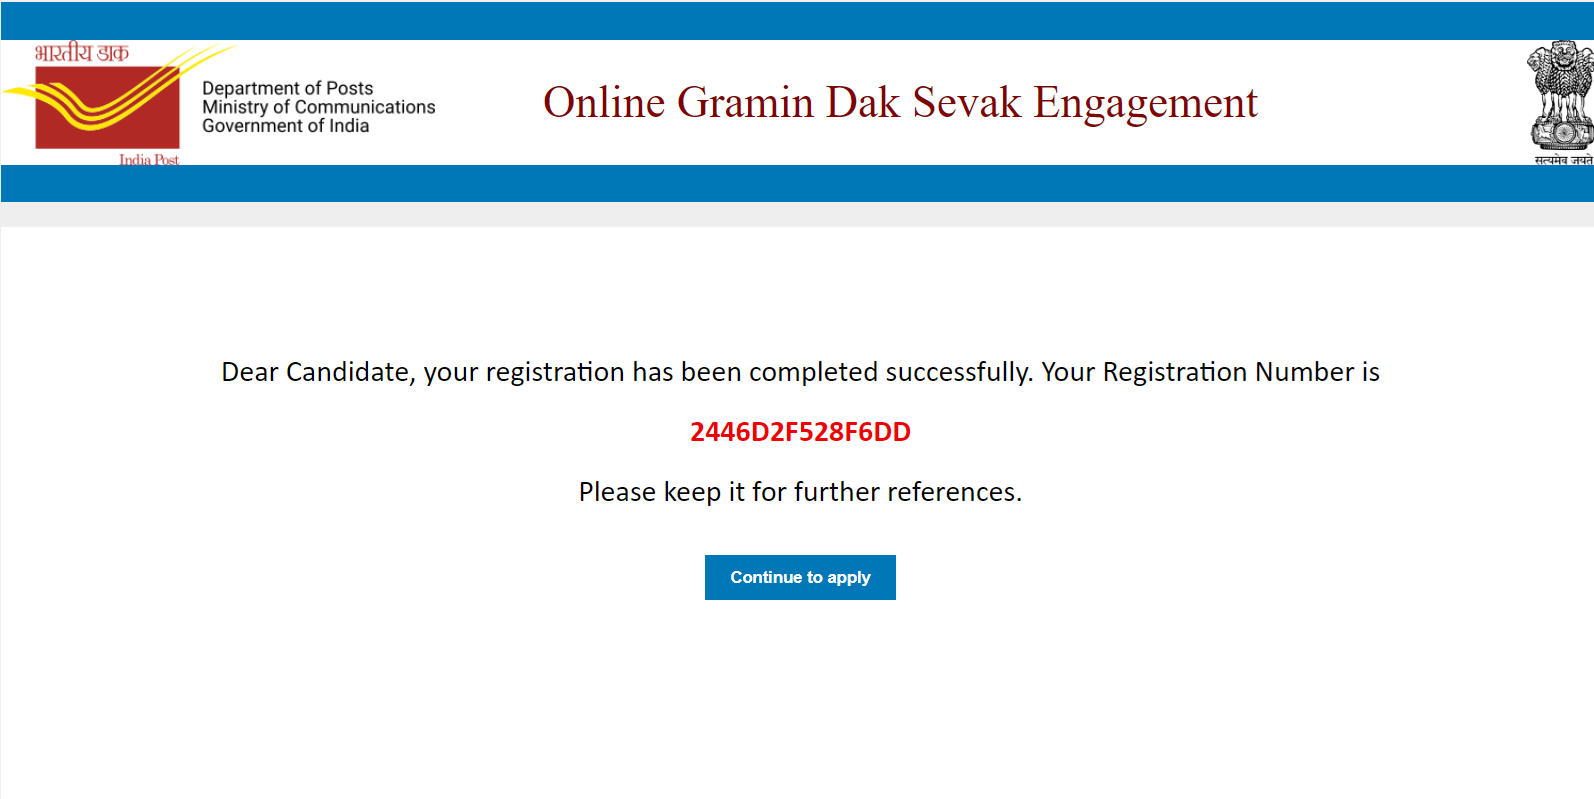 भारतीय डाक
India Post
Department of Posts
Ministry of Communications
Government of India
Online Gramin Dak Sevak Engagement
सत्यमेव जयते
Dear Candidate, your registration has been completed successfully. Your Registration Number is
2446D2F528F6DD
Please keep it for further references.
Continue to apply